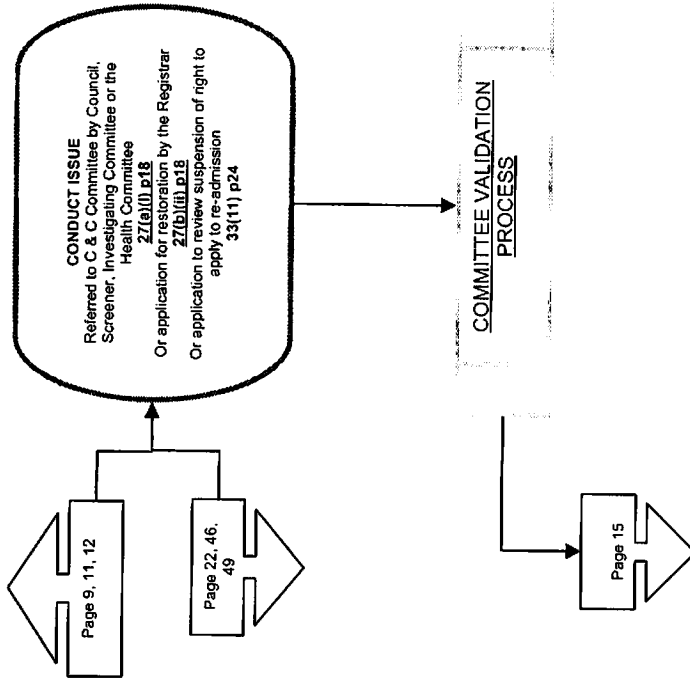 CONDUCT ISSUE
Referred to C & C Committee by Council,
Screener, Investigating Committee or the
Health Committee
27(a)(i) p18
Or application for restoration by the Registrar
27(b)(ii) p18
Or application to review suspension of right to
apply to re-admission
33(11) p24
Page 9, 11, 12
Page 22, 46,
49
COMMITTEE VALIDATION
PROCESS
Page 15